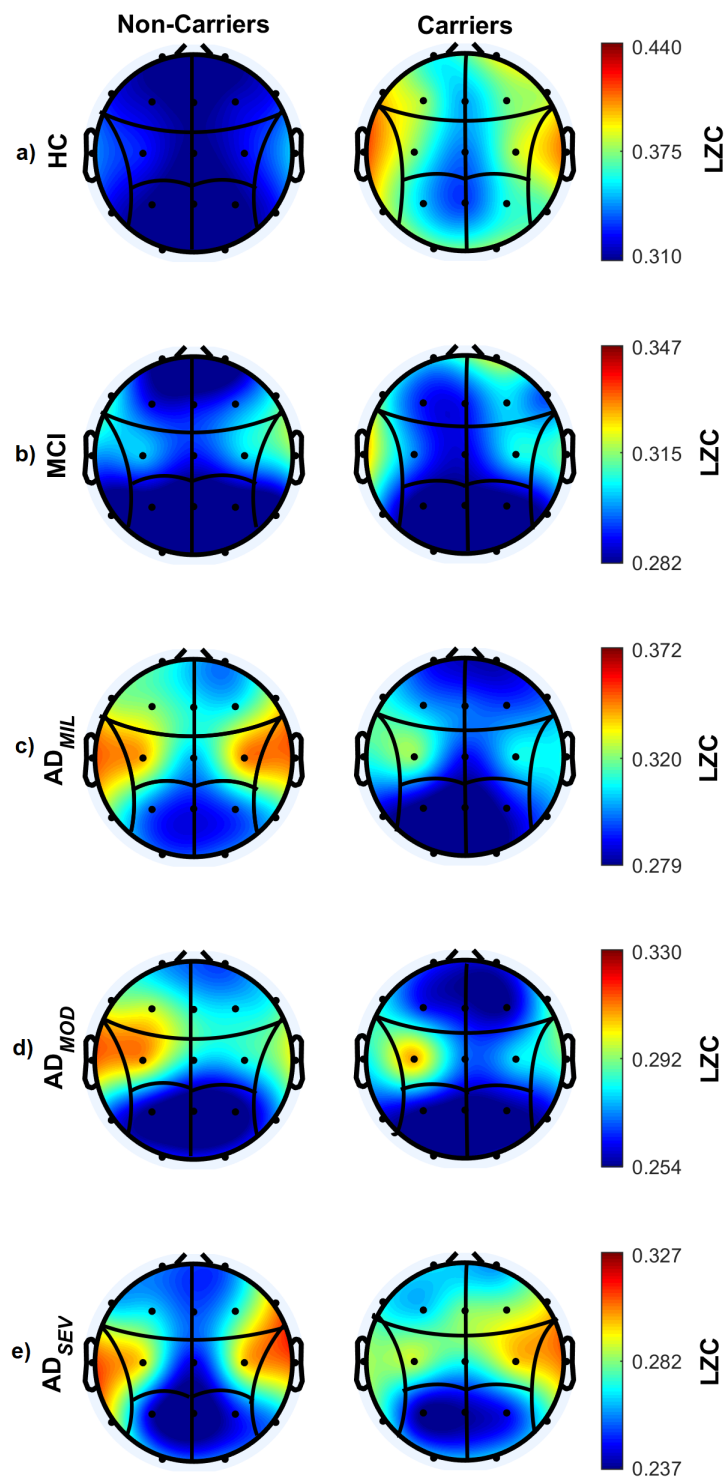 Non-Carriers Carriers
a) HC
0.440
0.375
0.310
LZC
b) MCI
0.347
0.315
0.282
LZC
c) AD_MIL
0.372
0.320
0.279
LZC
d) AD_MOD
0.330
0.292
0.254
LZC
e) AD_SEV
0.327
0.282
0.237
LZC